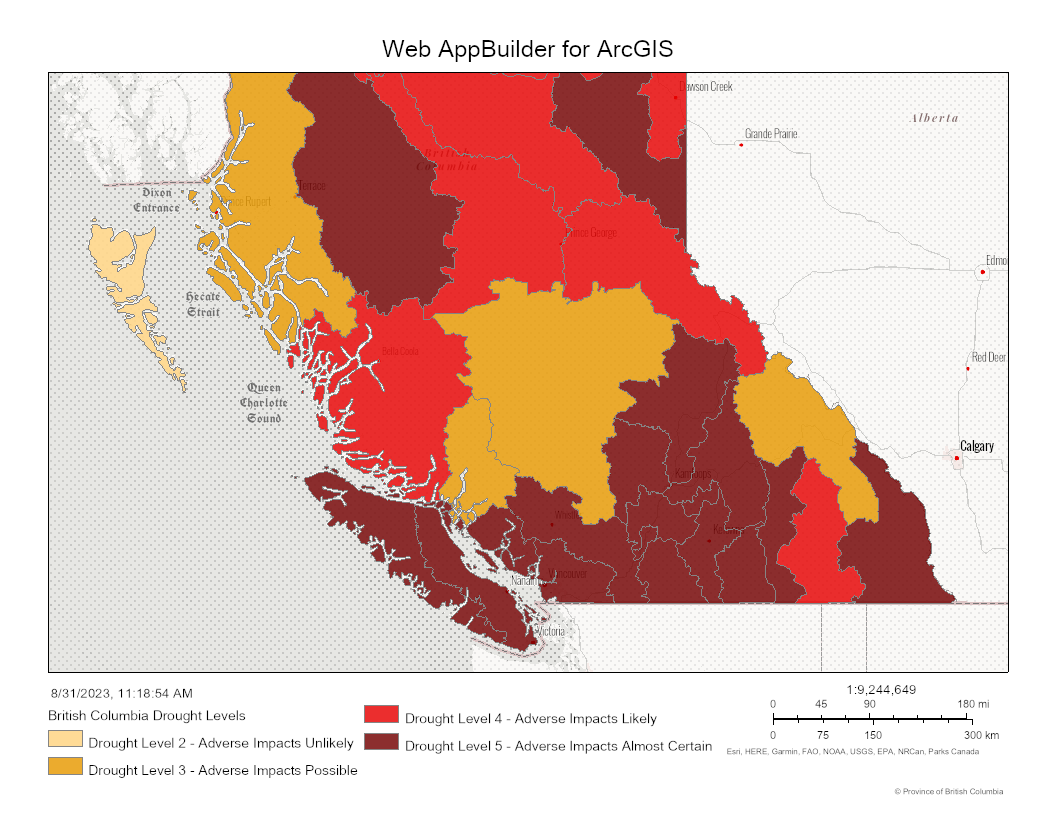 Web AppBuilder for ArcGIS
Dawson Creek
Alberta
Grande Prairie
British
Columbia
Terrace
Dixon
Entrance
Prince Rupert
Prince George
Edmo
Hecate
Strait
Bella Coola
Red Deer
Queen
Charlotte
Sound
Calgary
Kamloops
Whistler
Kelowna
Vancouver
Nanaimo
Victoria
8/31/2023, 11:18:54 AM
British Columbia Drought Levels
Drought Level 2 - Adverse Impacts Unlikely
Drought Level 3 - Adverse Impacts Possible
Drought Level 4 - Adverse Impacts Likely
Drought Level 5 - Adverse Impacts Almost Certain
1:9,244,649
0 45 90 180 mi
0 75 150 300 km
Esri, HERE, Garmin, FAO, NOAA, USGS, EPA, NRCan, Parks Canada
© Province of British Columbia